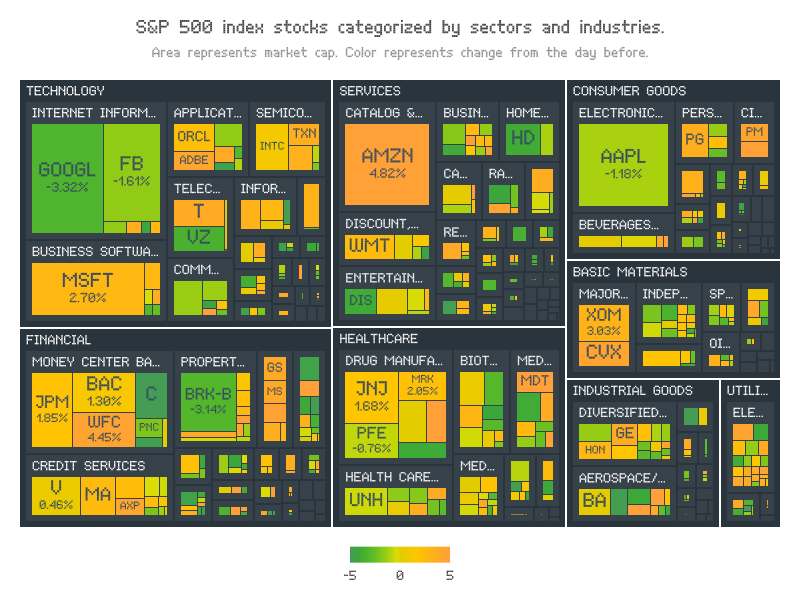 S&P 500 index stocks categorized by sectors and industries.
Area represents market cap. Color represents change from the day before.
TECHNOLOGY
INTERNET INFORM...
GOOGL
-3.32%
FB
-1.61%
APPLICAT...
ORCL
ADBE
SEMICO...
INTC
TXN
TELEC...
T
VZ
INFOR...
BUSINESS SOFTWA...
MSFT
2.70%
COMM...
SERVICES
CATALOG &...
AMZN
4.82%
BUSIN...
HOME...
HD
CA...
RA...
DISCOUNT,...
WMT
RE...
ENTERTAIN...
DIS
CONSUMER GOODS
ELECTRONIC...
AAPL
-1.18%
PERS...
PG
CI...
PM
BEVERAGES...
BASIC MATERIALS
MAJOR...
XOM
3.03%
CVX
INDEP...
SP...
OI...
FINANCIAL
MONEY CENTER BA...
JPM
1.85%
BAC
1.30%
WFC
4.45%
C
PNC
PROPERT...
BRK-B
-3.14%
GS
MS
CREDIT SERVICES
V
0.46%
MA
AXP
HEALTHCARE
DRUG MANUFA...
JNJ
1.68%
MRK
2.05%
PFE
-0.76%
BIOT...
MED...
MDT
HEALTH CARE...
UNH
MED...
INDUSTRIAL GOODS
DIVERSIFIED...
GE
HON
AEROSPACE/...
BA
UTILI...
ELE...
-5
0
5